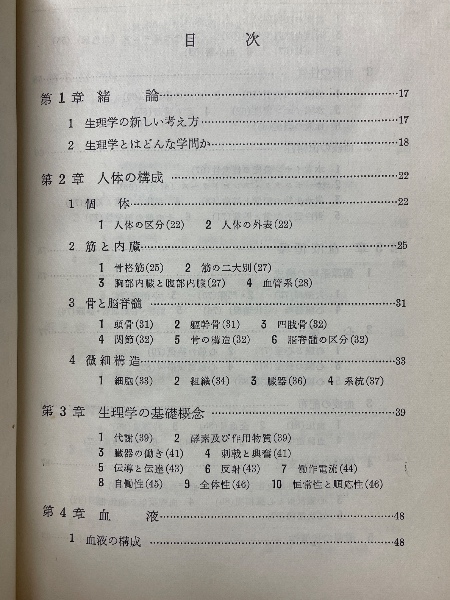 目次
第1章 緒論……17
1 生理学の新しい考え方……17
2 生理学とはどんな学問か……18
第2章 人体の構成……22
1 個体……22
1 人体の区分(22) 2 人体の外表(22)
2 筋と内臓……25
1 骨格筋(25) 2 筋の二大別(27)
3 胸部内臓と腹部内臓(27) 4 血管系(28)
3 骨と脳脊髄……31
1 頭骨(31) 2 軀幹骨(31) 3 四肢骨(32)
4 関節(32) 5 骨の構造(32) 6 脳脊髄の区分(32)
4 微細構造……33
1 細胞(33) 2 組織(34) 3 臓器(36) 4 系統(37)
第3章 生理学の基礎概念……39
1 代謝(39) 2 酵素及び作用物質(39)
3 臓器の働き(41) 4 刺戟と興奮(41)
5 伝導と伝達(43) 6 反射(43) 7 働作電流(44)
8 自働性(45) 9 全体性(46) 10 恒常性と順応性(46)
第4章 血液……48
1 血液の構成……48